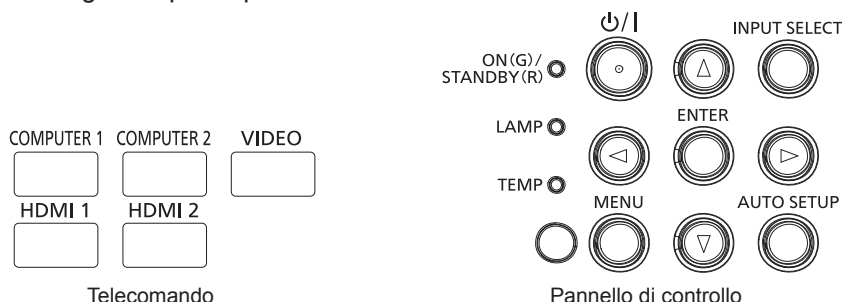 COMPUTER 1 COMPUTER 2 VIDEO
HDMI 1 HDMI 2
Telecomando
⏻/I INPUT SELECT
ON(G)/
STANDBY(R)
LAMP ENTER
TEMP
MENU AUTO SETUP
Pannello di controllo